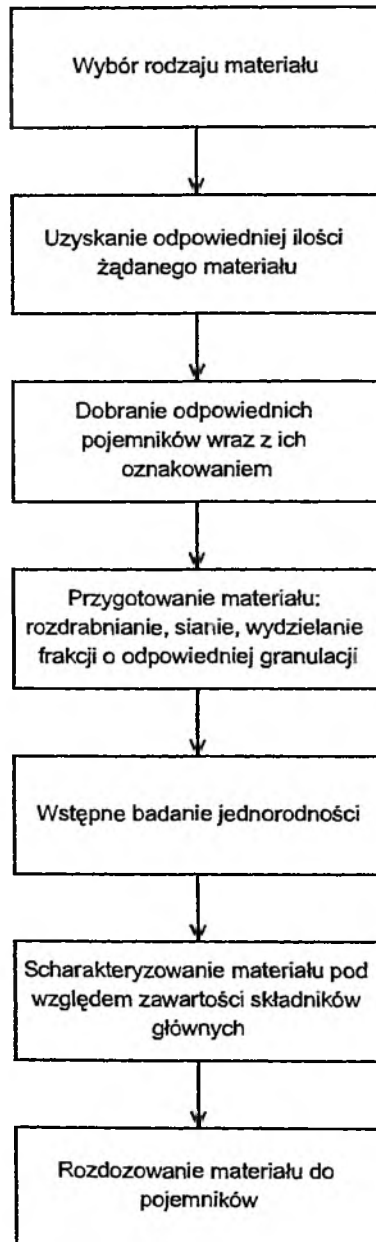 Wybór rodzaju materiału
Uzyskanie odpowiedniej ilości
żądanego materiału
Dobranie odpowiednich
pojemników wraz z ich
oznakowaniem
Przygotowanie materiału:
rozdrabnianie, sianie, wydzielanie
frakcji o odpowiedniej granulacji
Wstępne badanie jednorodności
Scharakteryzowanie materiału pod
względem zawartości składników
głównych
Rozdozowanie materiału do
pojemników